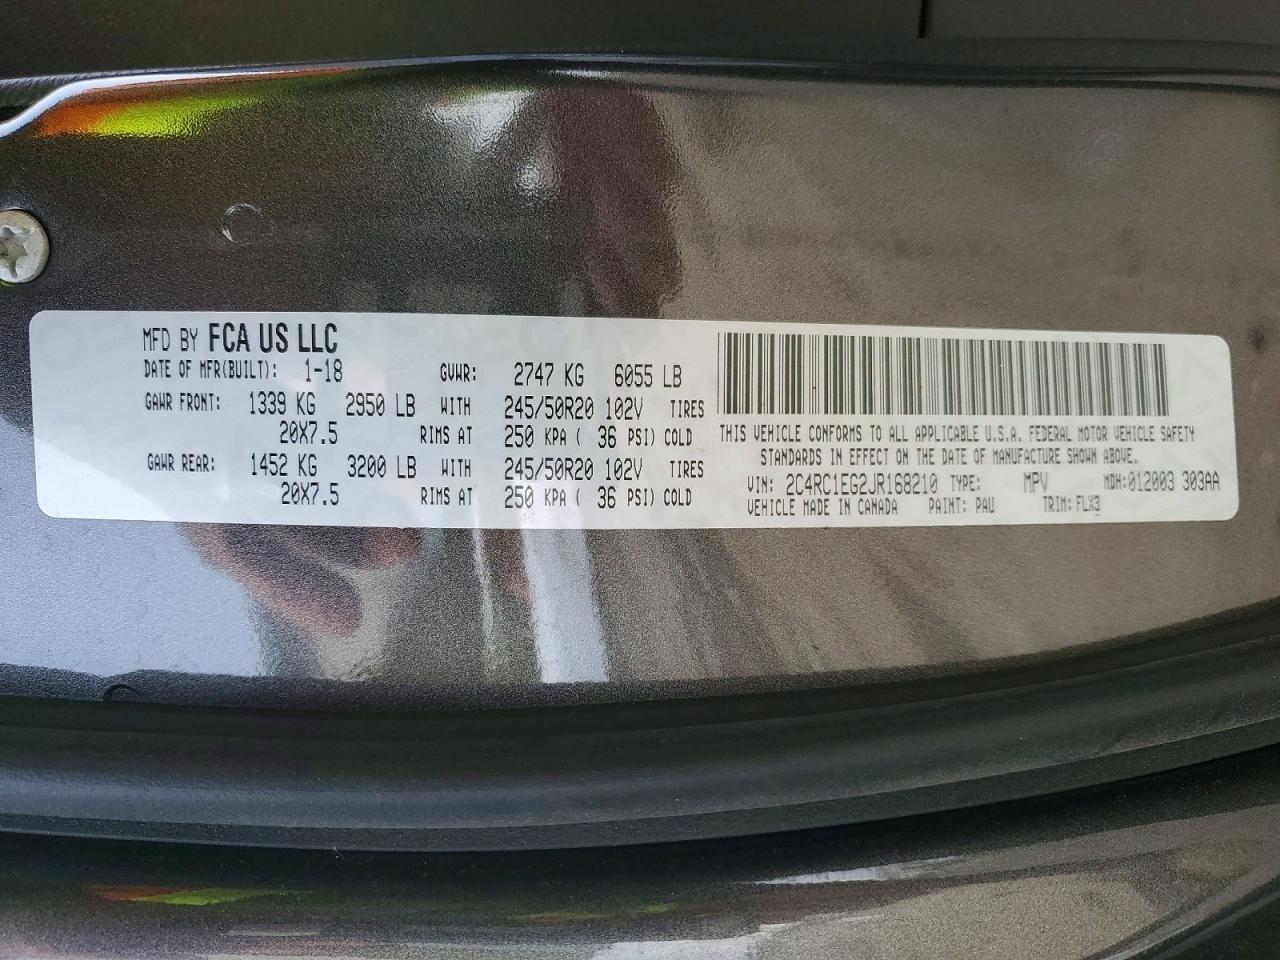 MFD BY FCA US LLC
DATE OF MFR(BUILT): 1-18 GVWR: 2747 KG 6055 LB
GAWR FRONT: 1339 KG 2950 LB WITH 245/50R20 102V TIRES
20X7.5 RIMS AT 250 KPA ( 36 PSI) COLD
GAWR REAR: 1452 KG 3200 LB WITH 245/50R20 102V TIRES
20X7.5 RIMS AT 250 KPA ( 36 PSI) COLD
THIS VEHICLE CONFORMS TO ALL APPLICABLE U.S.A. FEDERAL MOTOR VEHICLE SAFETY
STANDARDS IN EFFECT ON THE DATE OF MANUFACTURE SHOWN ABOVE.
VIN: 2C4RC1EG2JR168210 TYPE: MPV MDH:012003 303AA
VEHICLE MADE IN CANADA PAINT: PAU TRIM: FLX3